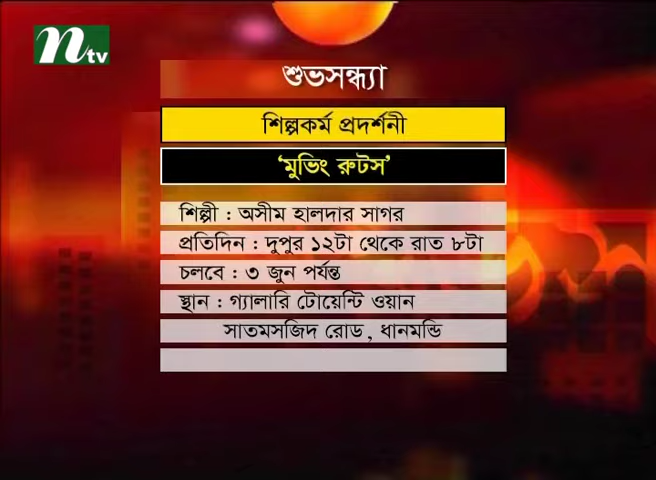 ntv
শুভসন্ধ্যা
শিল্পকর্ম প্রদর্শনী
‘মুভিং রুটস’
শিল্পী : অসীম হালদার সাগর
প্রতিদিন : দুপুর ১২টা থেকে রাত ৮টা
চলবে : ৩ জুন পর্যন্ত
স্থান : গ্যালারি টোয়েন্টি ওয়ান
সাতমসজিদ রোড, ধানমন্ডি